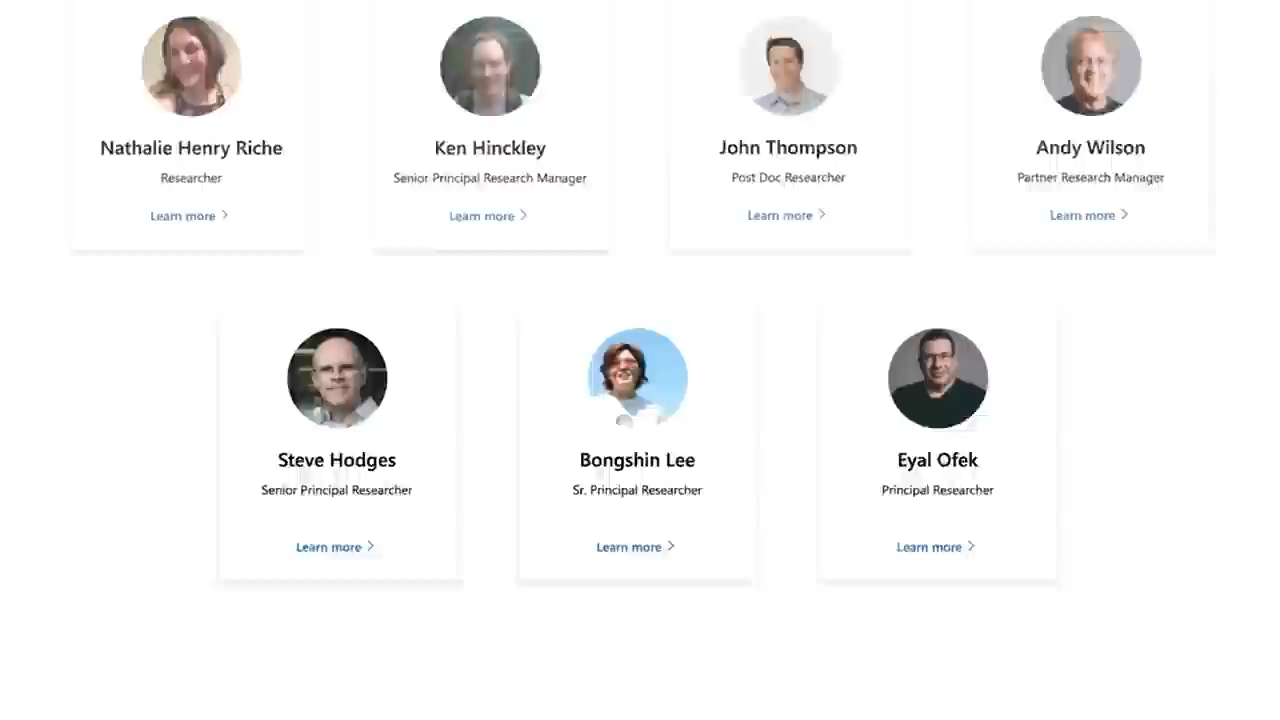 Nathalie Henry Riche
Researcher
Learn more
Ken Hinckley
Senior Principal Research Manager
Learn more
John Thompson
Post Doc Researcher
Learn more
Andy Wilson
Partner Research Manager
Learn more
Steve Hodges
Senior Principal Researcher
Learn more
Bongshin Lee
Sr. Principal Researcher
Learn more
Eyal Ofek
Principal Researcher
Learn more